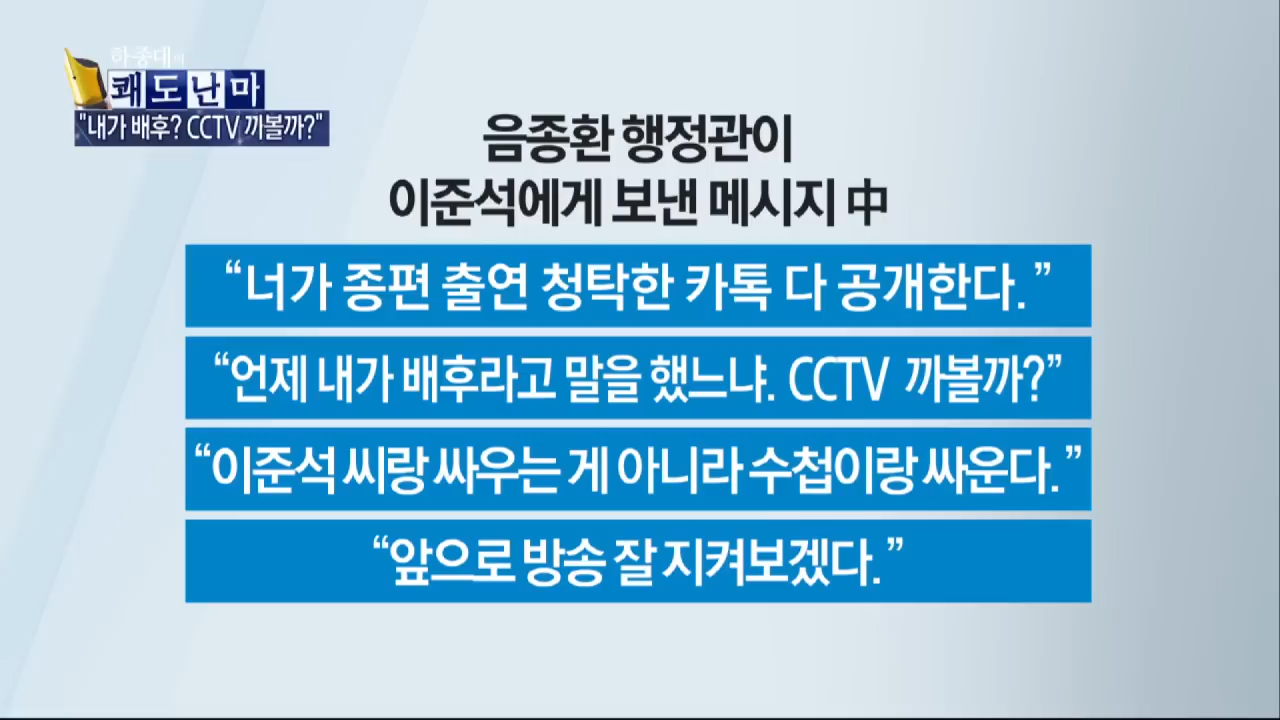 하종대의
쾌도난마
"내가 배후? CCTV 까볼까?"
음종환 행정관이
이준석에게 보낸 메시지 中
“너가 종편 출연 청탁한 카톡 다 공개한다.”
“언제 내가 배후라고 말을 했느냐. CCTV 까볼까?”
“이준석 씨랑 싸우는 게 아니라 수첩이랑 싸운다.”
“앞으로 방송 잘 지켜보겠다.”